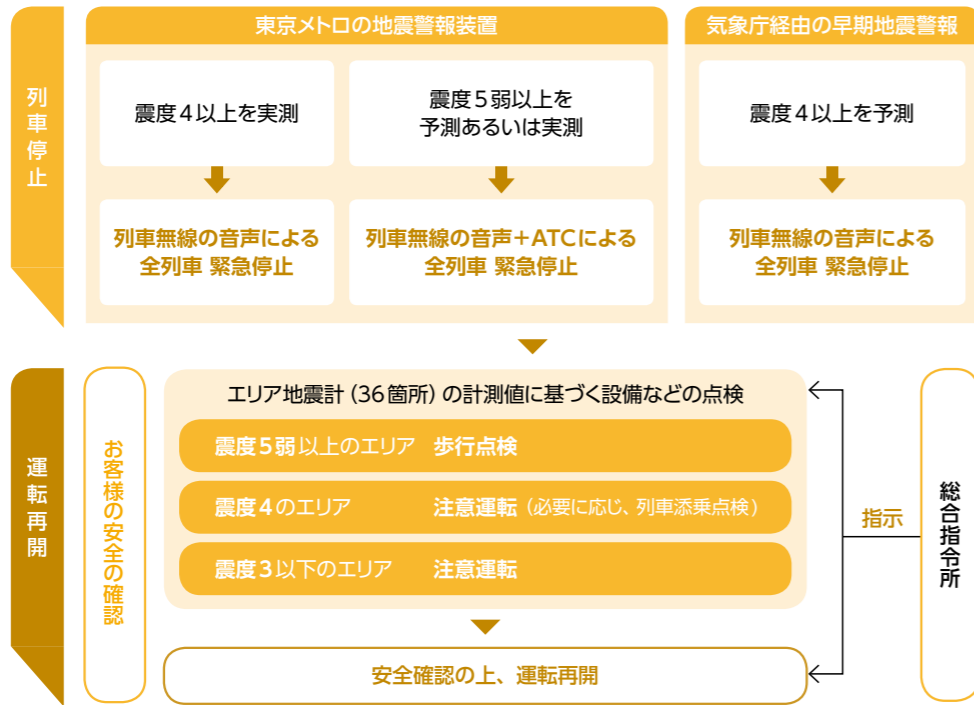 列車停止
東京メトロの地震警報装置
震度4以上を実測
列車無線の音声による
全列車 緊急停止
震度5弱以上を
予測あるいは実測
列車無線の音声+ATCによる
全列車 緊急停止
気象庁経由の早期地震警報
震度4以上を予測
列車無線の音声による
全列車 緊急停止
運転再開
お客様の安全の確認
エリア地震計(36箇所)の計測値に基づく設備などの点検
震度5弱以上のエリア 歩行点検
震度4のエリア 注意運転(必要に応じ、列車添乗点検)
震度3以下のエリア 注意運転
安全確認の上、運転再開
指示
総合指令所